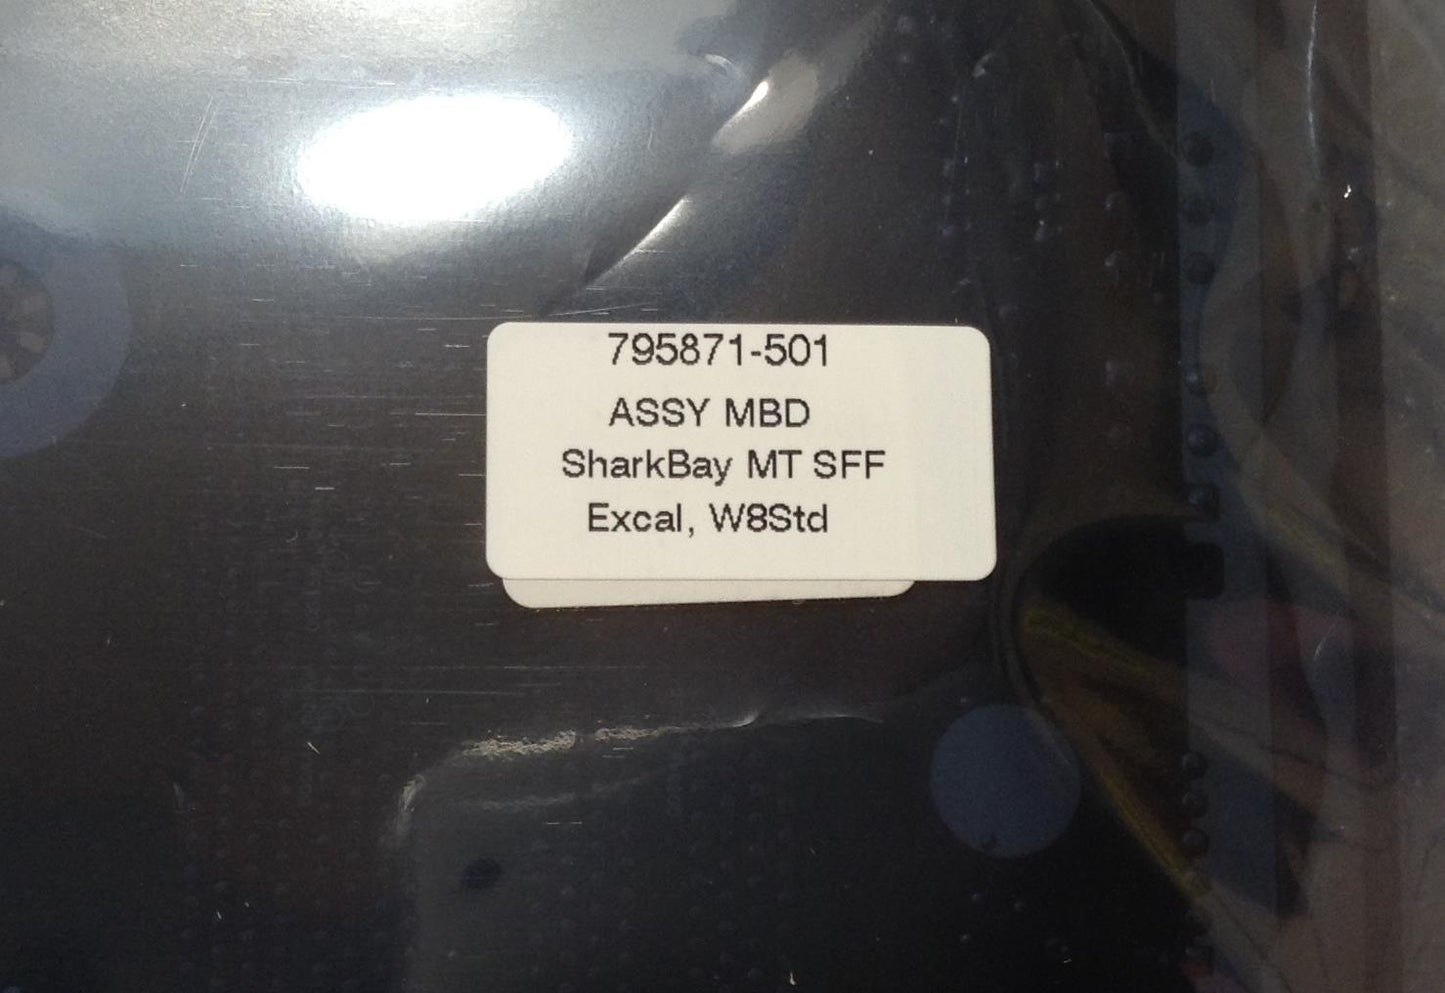 795871-501
ASSY MBD
SharkBay MT SFF
Excal, W8Std